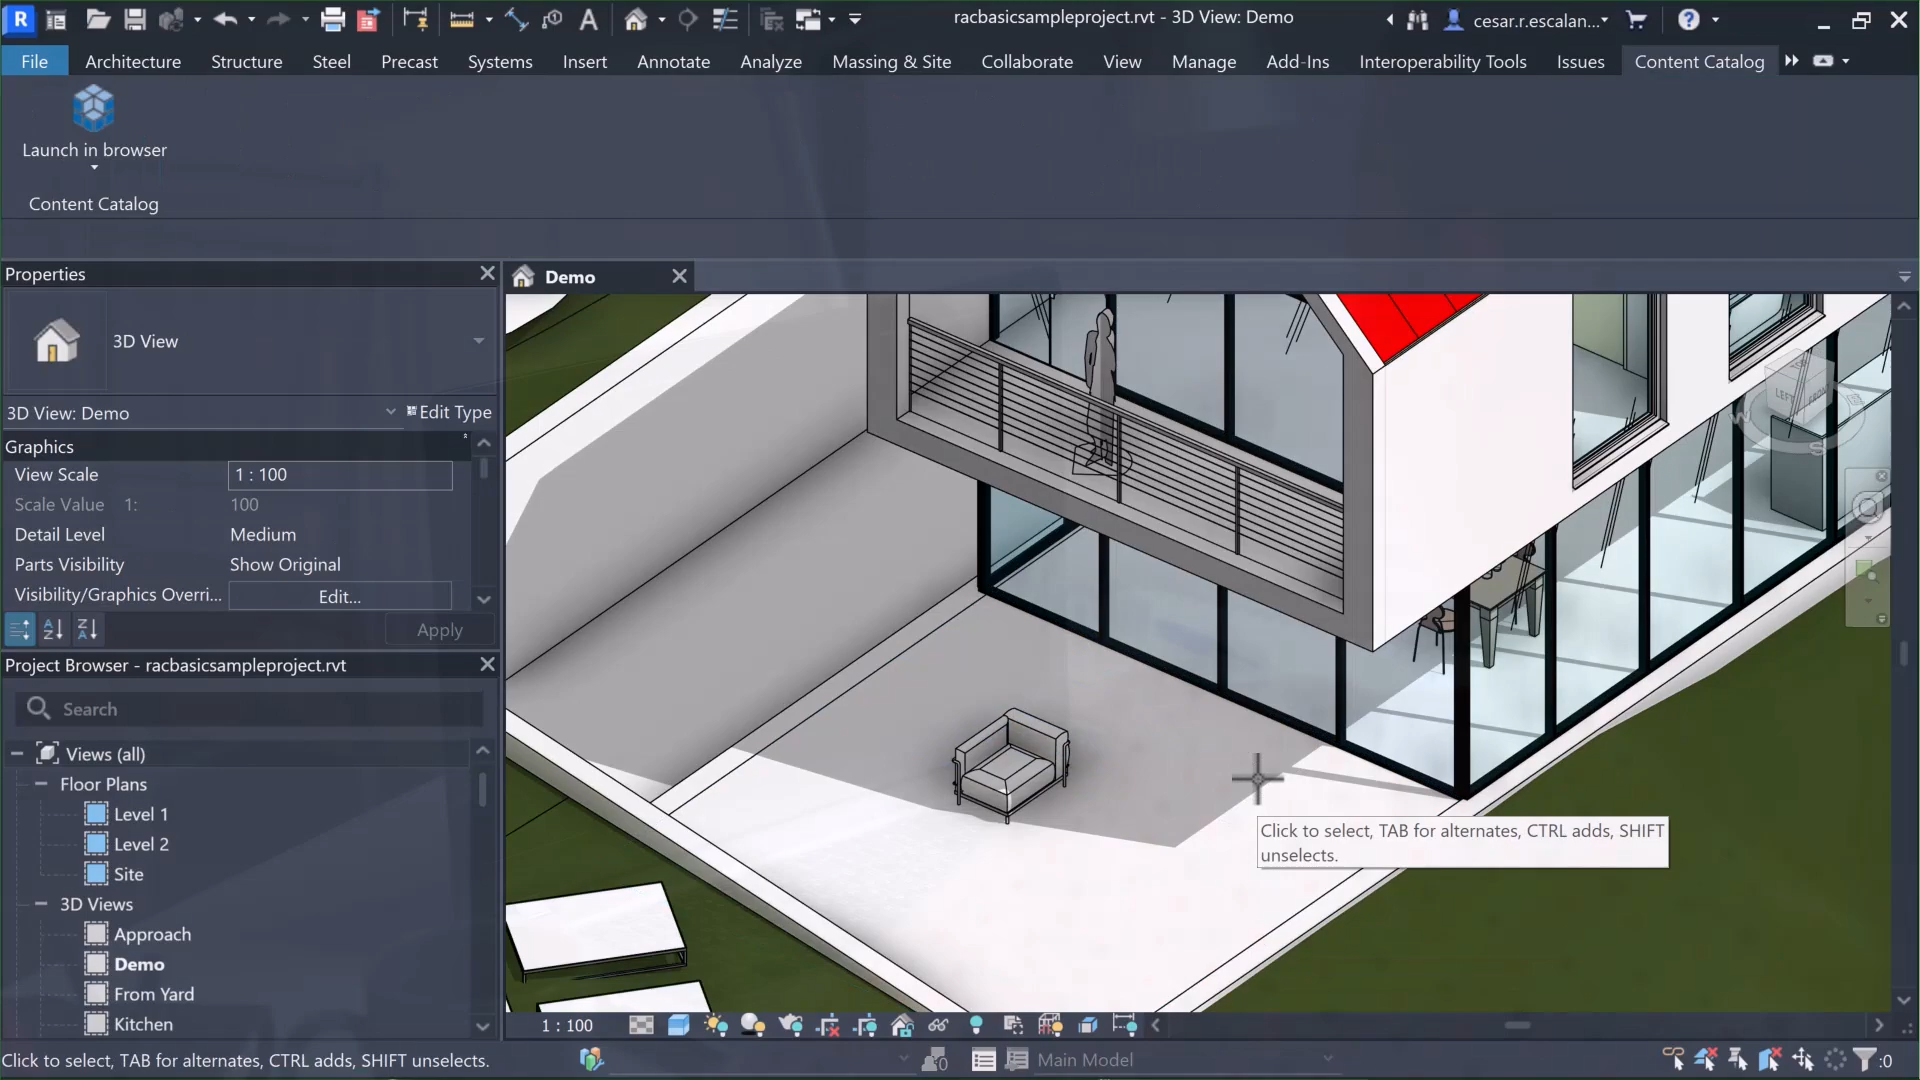 R
A
racbasicsampleproject.rvt - 3D View: Demo
cesar.r.escalan...
?
File Architecture Structure Steel Precast Systems Insert Annotate Analyze Massing & Site Collaborate View Manage Add-Ins Interoperability Tools Issues Content Catalog
Launch in browser
Content Catalog
Properties
Demo
3D View
3D View: Demo
Edit Type
Graphics
View Scale 1 : 100
Scale Value 1: 100
Detail Level Medium
Parts Visibility Show Original
Visibility/Graphics Overri... Edit...
Apply
Project Browser - racbasicsampleproject.rvt
Search
Views (all)
Floor Plans
Level 1
Level 2
Site
3D Views
Approach
Demo
From Yard
Kitchen
LEFT
W
S
Click to select, TAB for alternates, CTRL adds, SHIFT
unselects.
1 : 100
Click to select, TAB for alternates, CTRL adds, SHIFT unselects.
:0
Main Model
:0